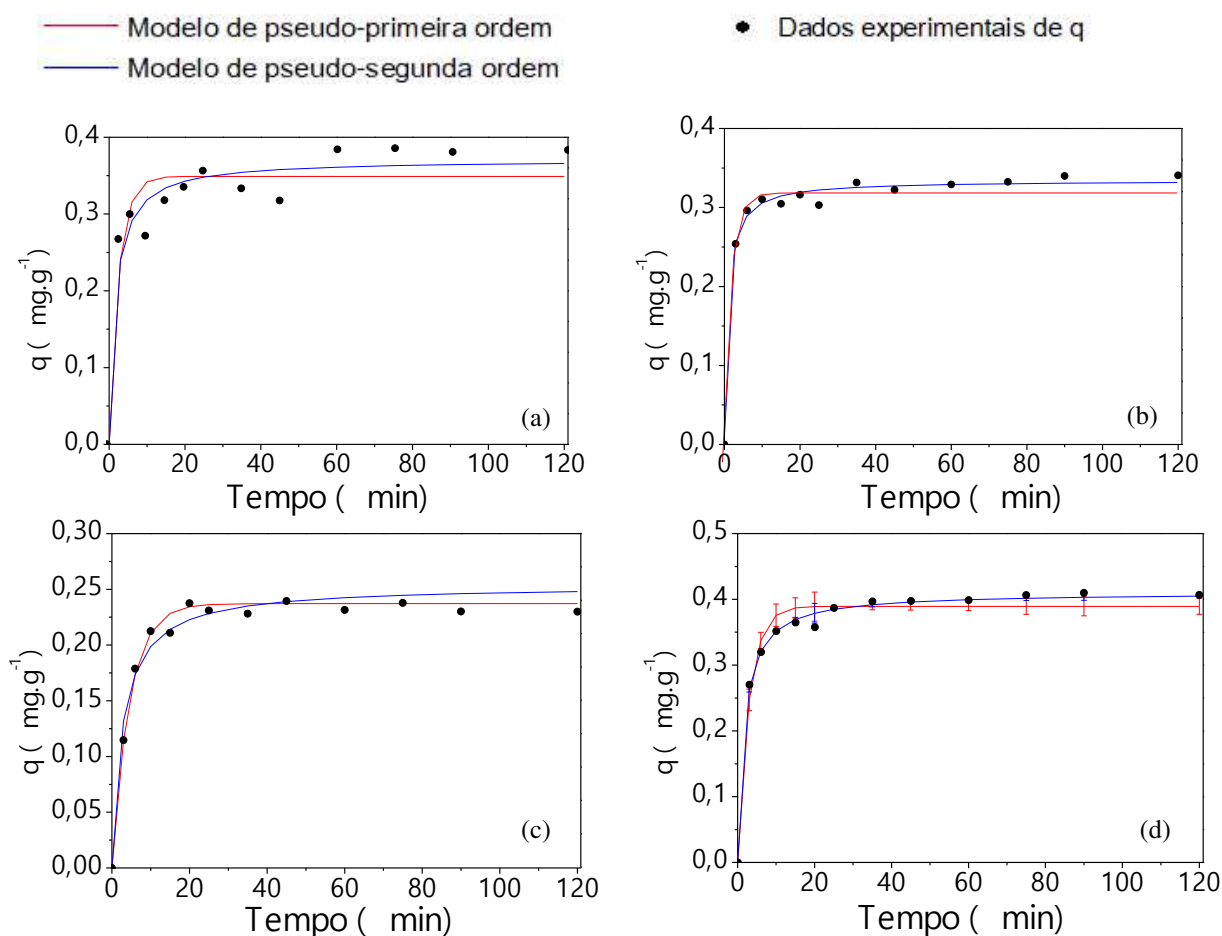 Modelo de pseudo-primeira ordem
Dados experimentais de q
Modelo de pseudo-segunda ordem
0,4
0,3
0,2
0,1
0,0
q ( mg.g⁻¹)
(a)
0 20 40 60 80 100 120
Tempo ( min)
0,4
0,3
0,2
0,1
0,0
q ( mg.g⁻¹)
(b)
0 20 40 60 80 100 120
Tempo ( min)
0,30
0,25
0,20
0,15
0,10
0,05
0,00
q ( mg.g⁻¹)
(c)
0 20 40 60 80 100 120
Tempo ( min)
0,5
0,4
0,3
0,2
0,1
0,0
q ( mg.g⁻¹)
(d)
0 20 40 60 80 100 120
Tempo ( min)